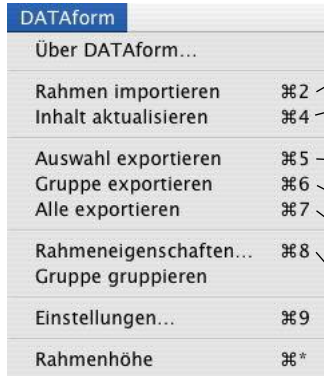 DATAform
Über DATAform...
Rahmen importieren ⌘2
Inhalt aktualisieren ⌘4
Auswahl exportieren ⌘5
Gruppe exportieren ⌘6
Alle exportieren ⌘7
Rahmeneigenschaften... ⌘8
Gruppe gruppieren
Einstellungen... ⌘9
Rahmenhöhe ⌘*